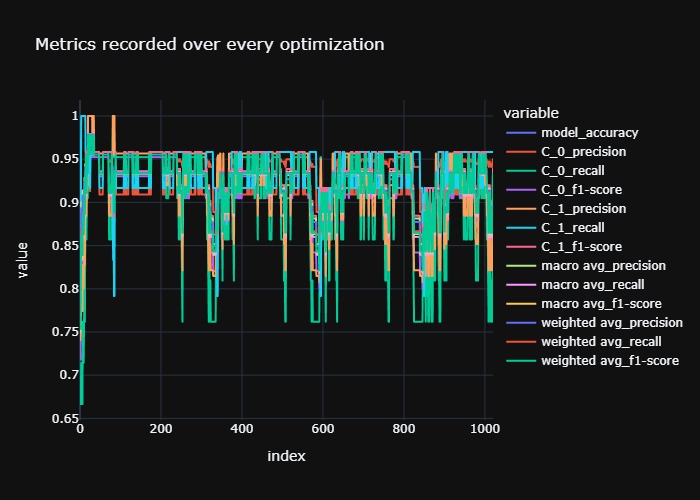 Metrics recorded over every optimization
variable
model_accuracy
C_0_precision
C_0_recall
C_0_f1-score
C_1_precision
C_1_recall
C_1_f1-score
macro avg_precision
macro avg_recall
macro avg_f1-score
weighted avg_precision
weighted avg_recall
weighted avg_f1-score
value
1
0.95
0.9
0.85
0.8
0.75
0.7
0.65
0
200
400
600
800
1000
index